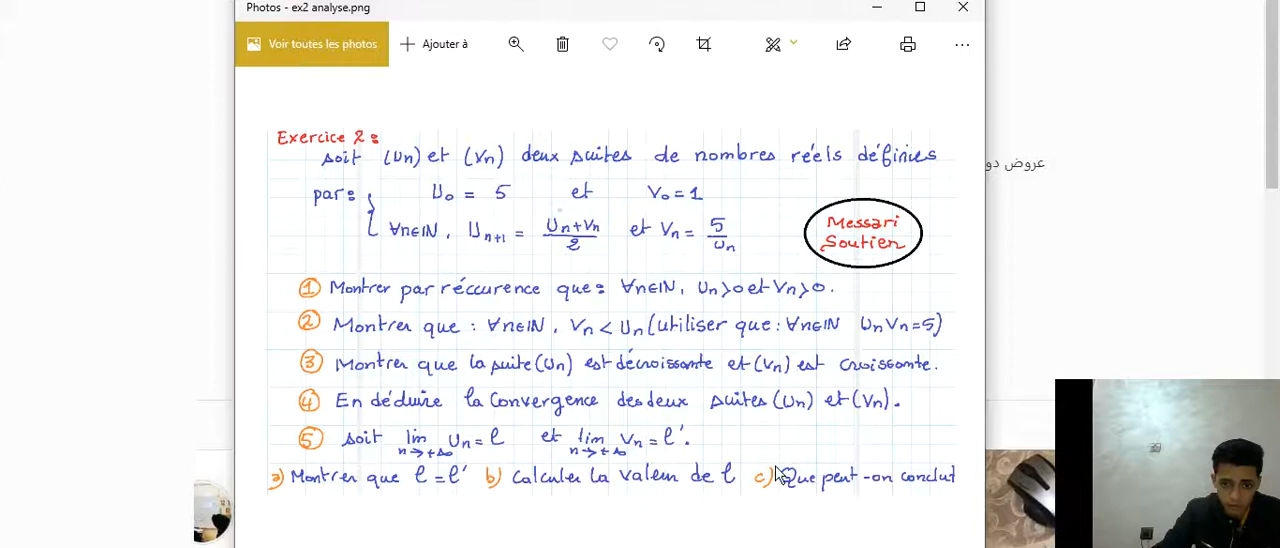 Photos - ex2 analyse.png
Voir toutes les photos
Ajouter à
Exercice 2 :
soit (Un) et (Vn) deux suites de nombres réels définies
par : { U0 = 5 et V0 = 1
∀n∈IN, Un+1 = (Un+Vn)/2 et Vn = 5/Un
Messari
Soutien
① Montrer par réccurence que : ∀n∈IN, Un>0 et Vn>0.
② Montrer que : ∀n∈IN, Vn < Un (utiliser que : ∀n∈IN UnVn=5)
③ Montrer que la suite (Un) est décroissante et (Vn) est croissante.
④ En déduire la convergence des deux suites (Un) et (Vn).
⑤ soit lim n→+∞ Un = l et lim n→+∞ Vn = l'.
a) Montrer que l = l' b) Calculer la valeur de l c) Que peut-on conclut
عروض دو